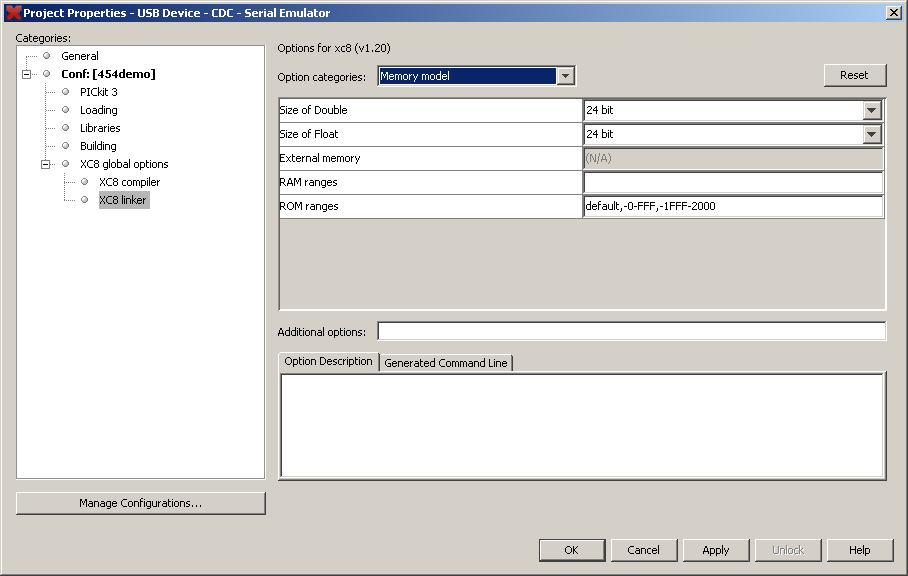 Project Properties - USB Device - CDC - Serial Emulator
Categories:
General
Conf: [454demo]
PICkit 3
Loading
Libraries
Building
XC8 global options
XC8 compiler
XC8 linker
Manage Configurations...
Options for xc8 (v1.20)
Option categories: Memory model
Reset
Size of Double 24 bit
Size of Float 24 bit
External memory (N/A)
RAM ranges
ROM ranges default,-0-FFF,-1FFF-2000
Additional options:
Option Description Generated Command Line
OK Cancel Apply Unlock Help